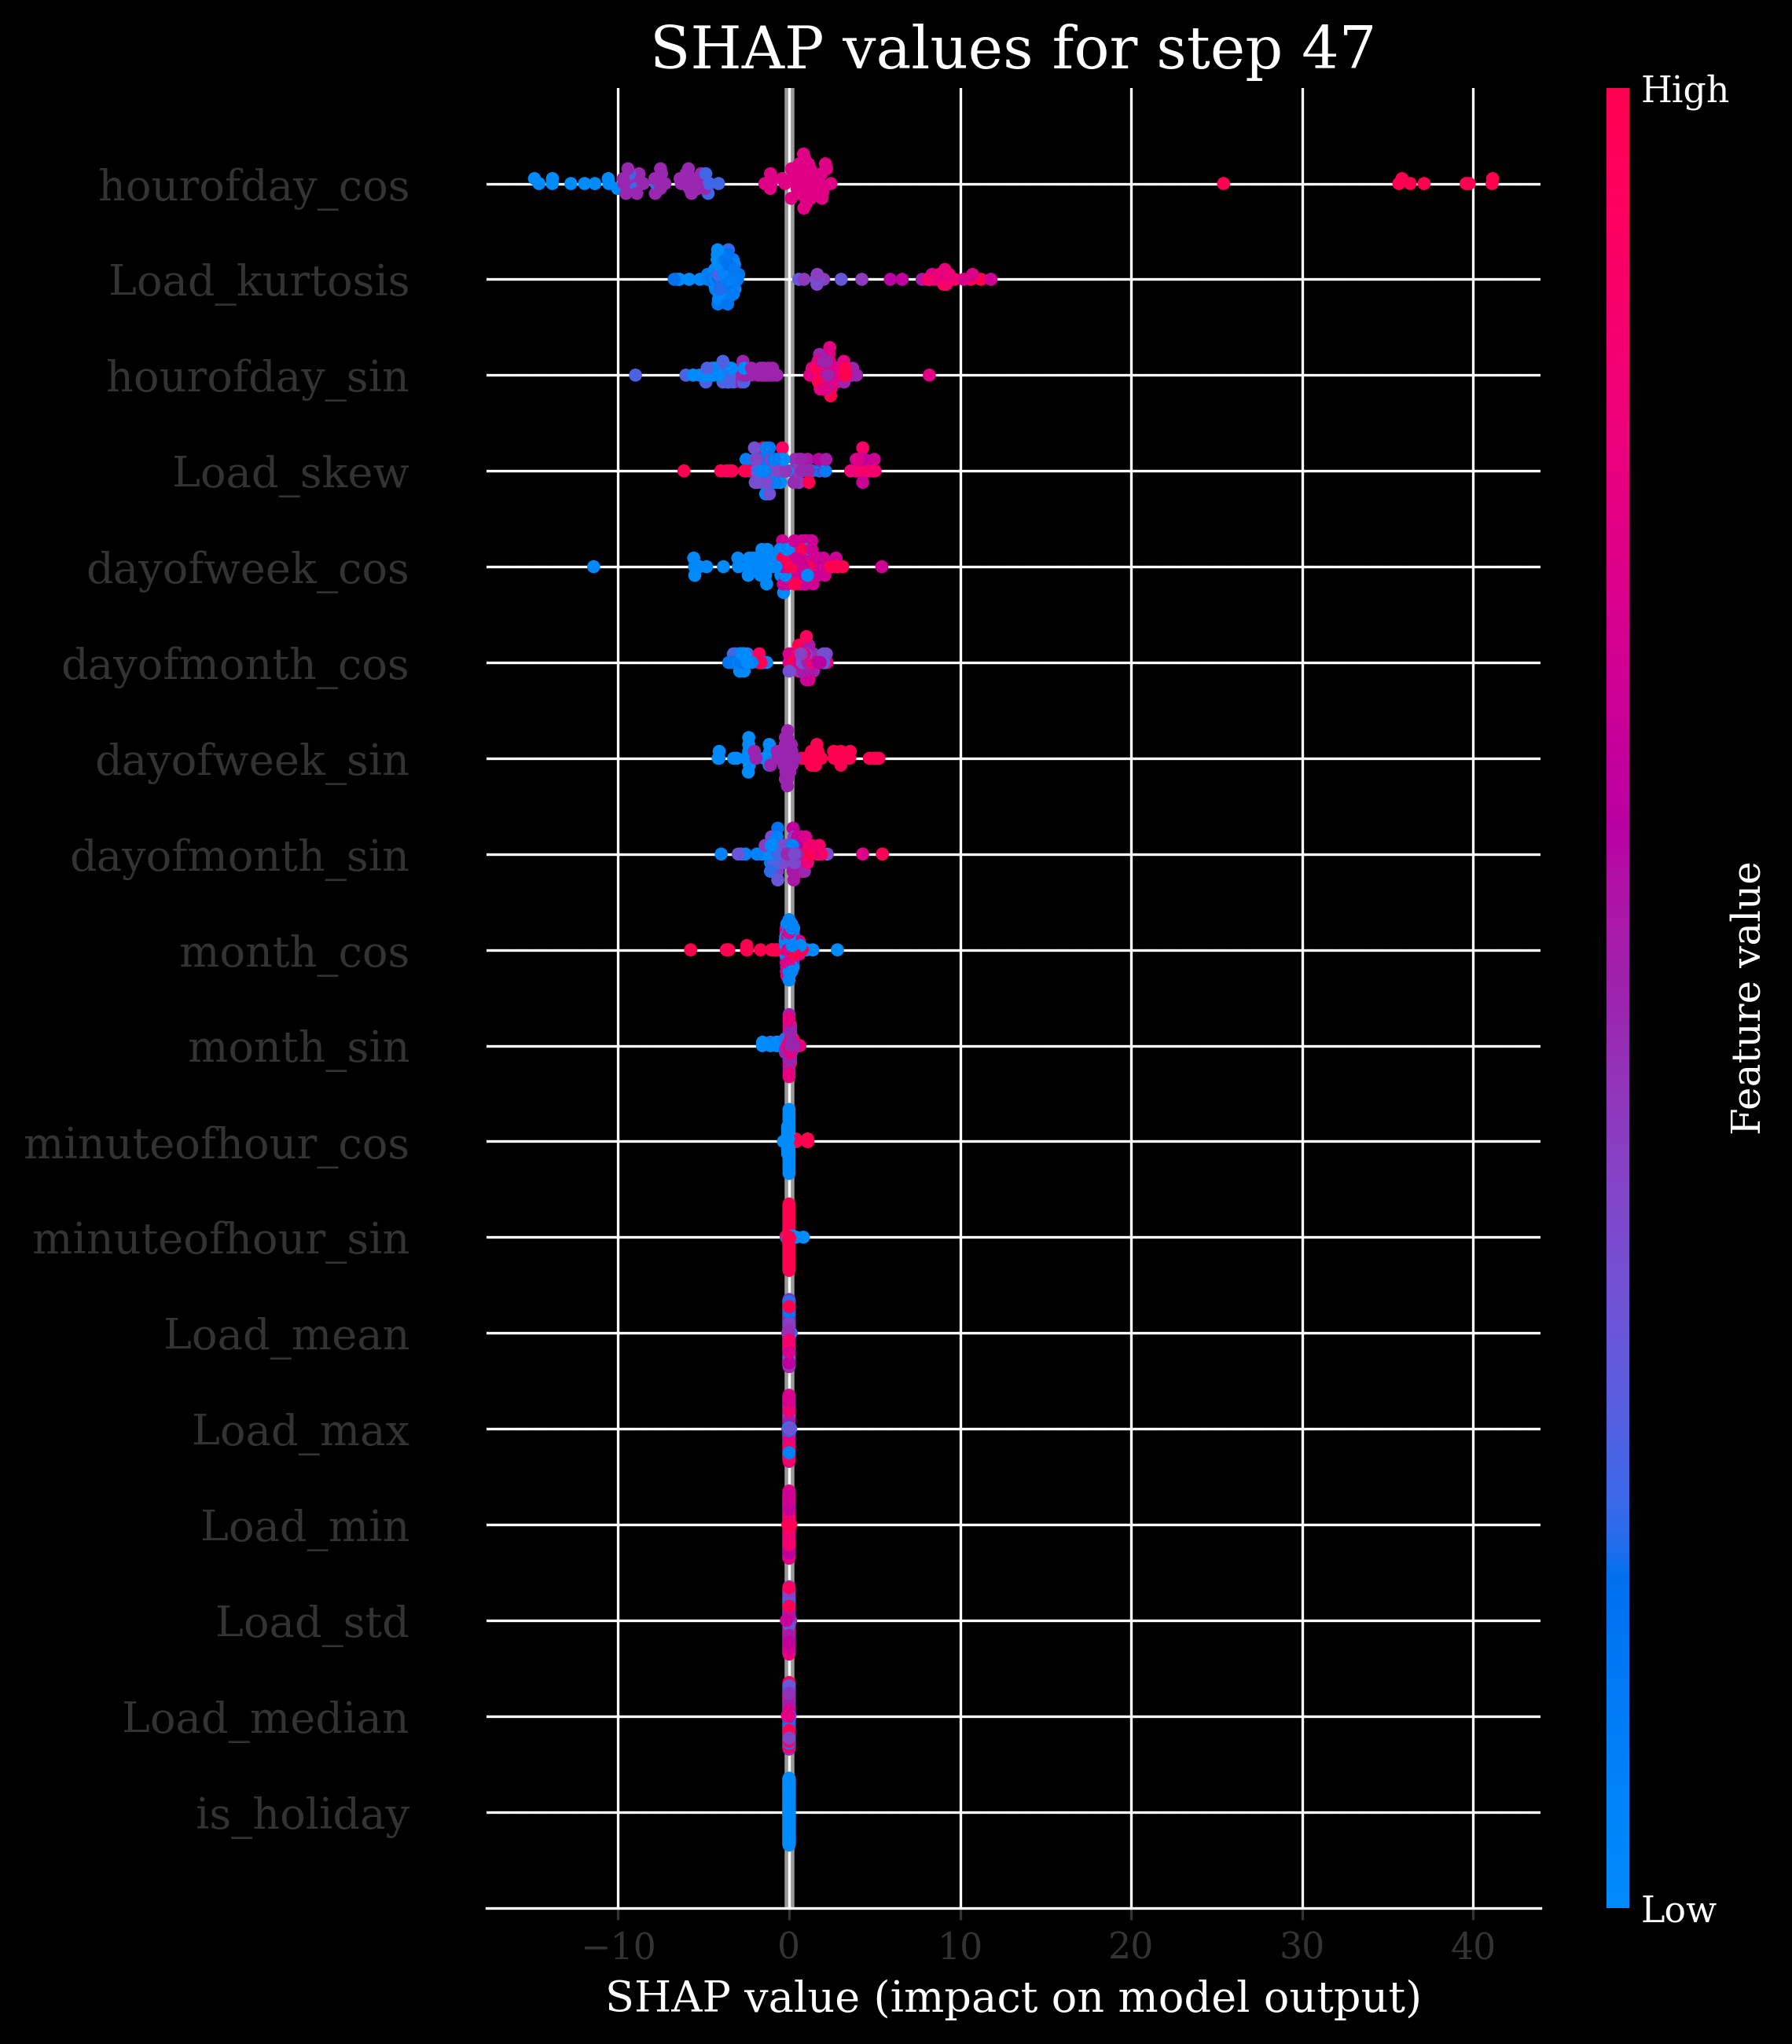 SHAP values for step 47
High
hourofday_cos
Load_kurtosis
hourofday_sin
Load_skew
dayofweek_cos
dayofmonth_cos
dayofweek_sin
dayofmonth_sin
month_cos
month_sin
minuteofhour_cos
minuteofhour_sin
Load_mean
Load_max
Load_min
Load_std
Load_median
is_holiday
Feature value
Low
−10 0 10 20 30 40
SHAP value (impact on model output)